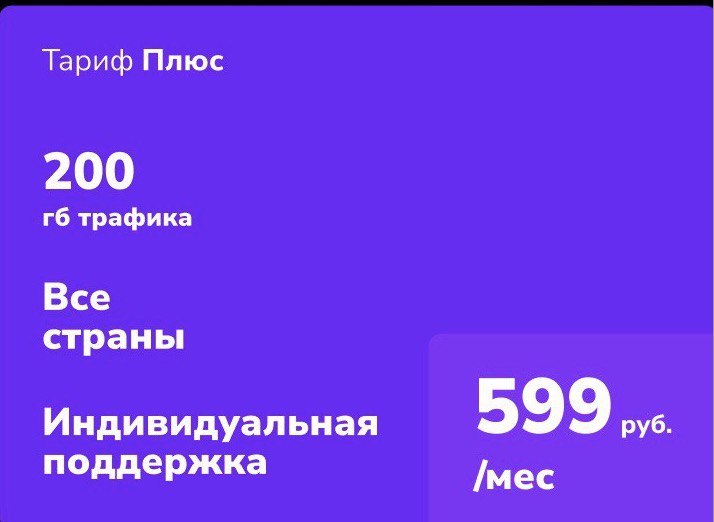 Тариф Плюс
200
гб трафика
Все
страны
Индивидуальная
поддержка
599 руб.
/мес